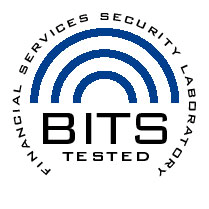 FINANCIAL SERVICES SECURITY LABORATORY
BITS
TESTED